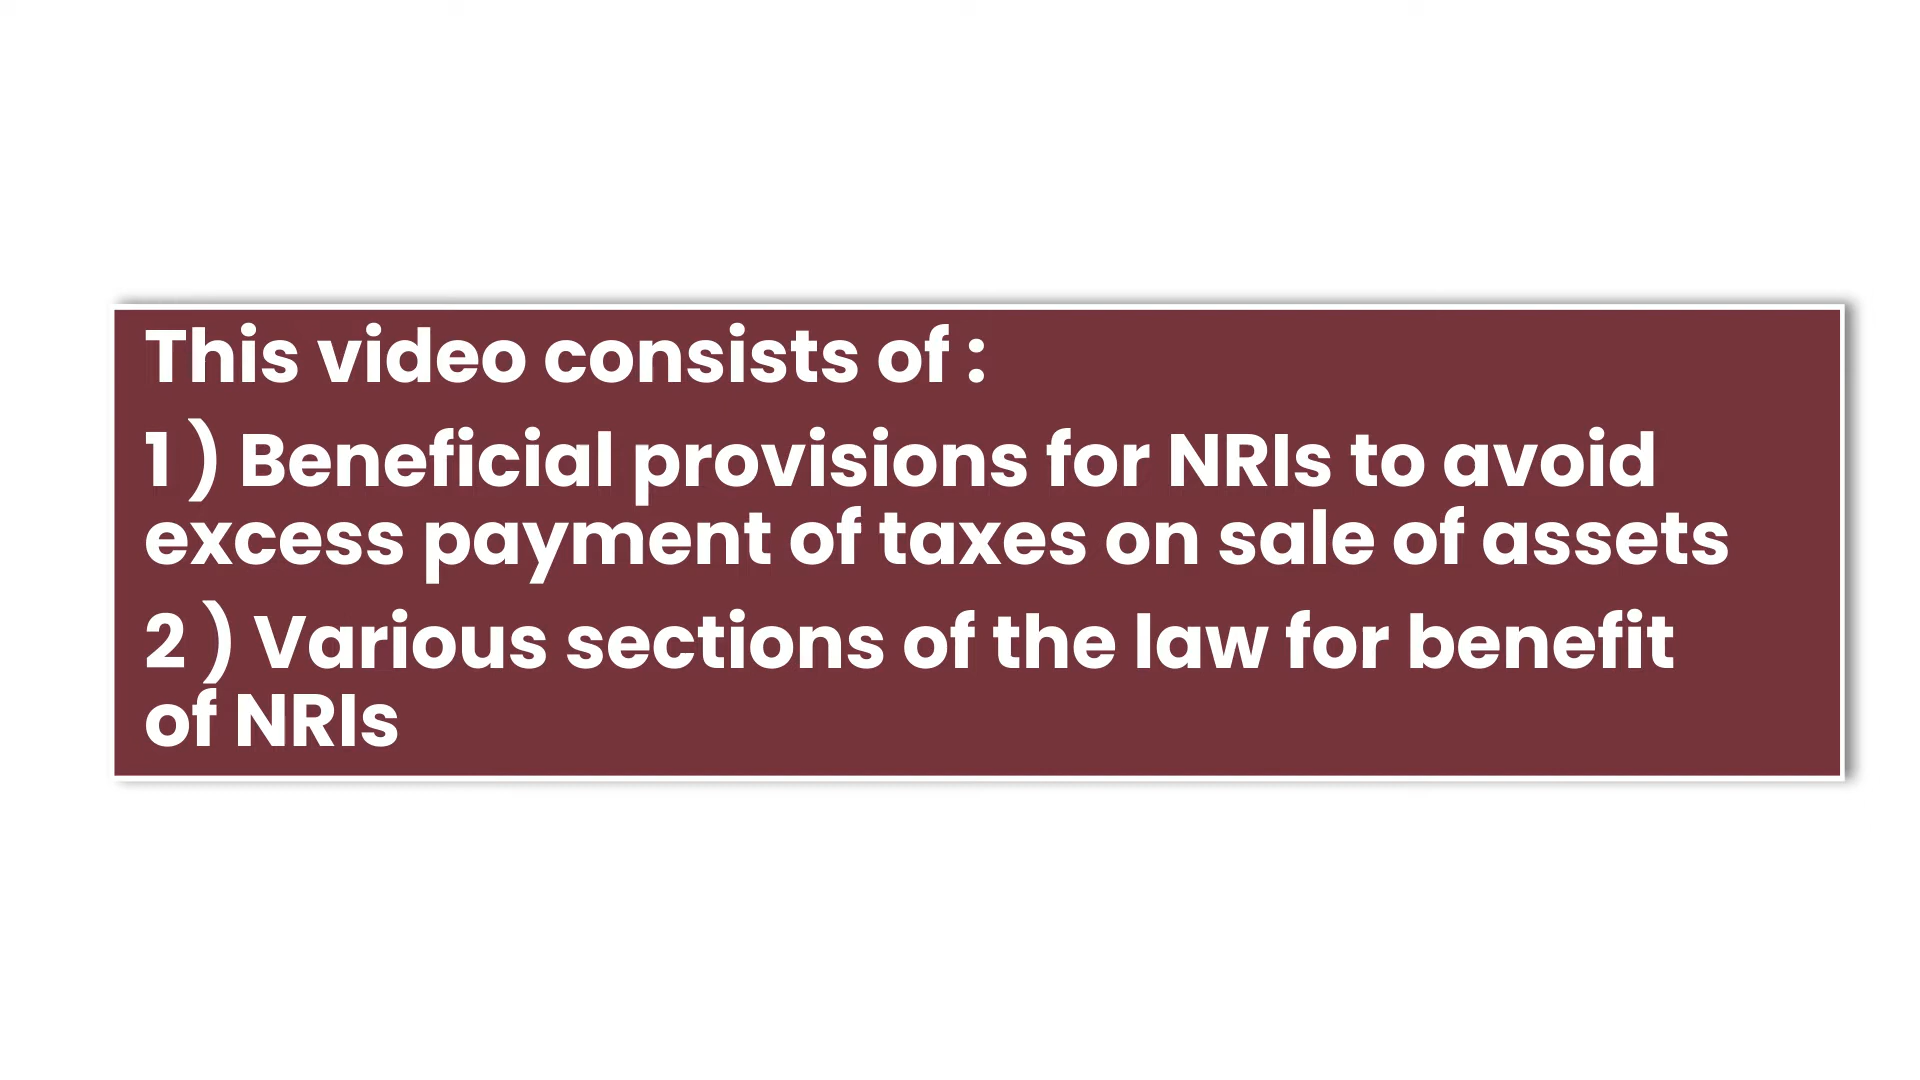 This video consists of :
1 ) Beneficial provisions for NRIs to avoid
excess payment of taxes on sale of assets
2 ) Various sections of the law for benefit
of NRIs